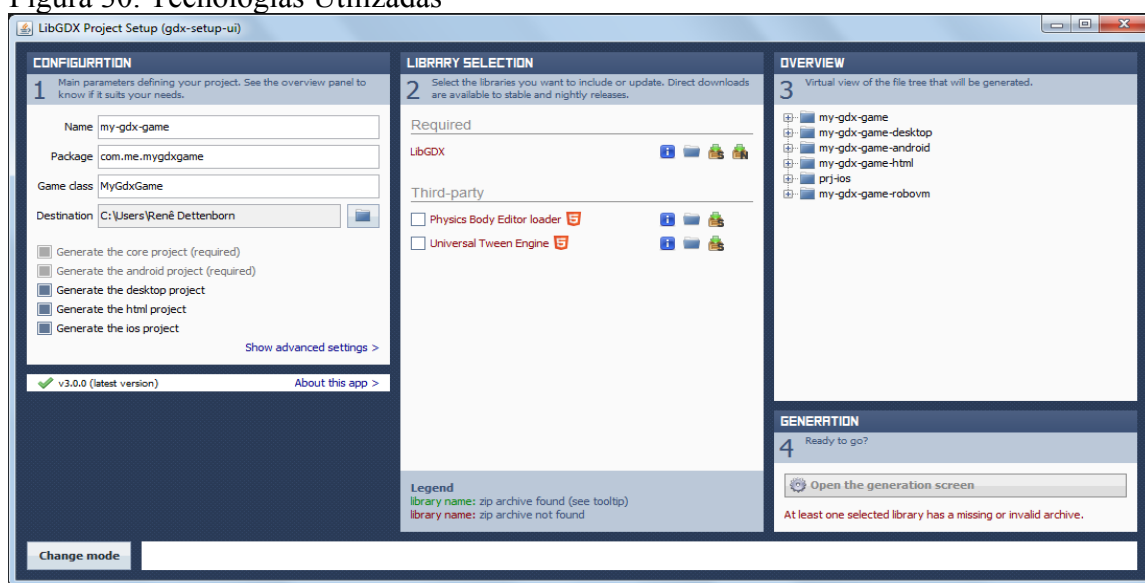 Figura 30: Tecnologias Utilizadas
LibGDX Project Setup (gdx-setup-ui)
CONFIGURATION
1 Main parameters defining your project. See the overview panel to
know if it suits your needs.
Name my-gdx-game
Package com.me.mygdxgame
Game class MyGdxGame
Destination C:\Users\Renê Dettenborn
Generate the core project (required)
Generate the android project (required)
Generate the desktop project
Generate the html project
Generate the ios project
Show advanced settings >
v3.0.0 (latest version) About this app >
LIBRARY SELECTION
2 Select the libraries you want to include or update. Direct downloads
are available to stable and nightly releases.
Required
LibGDX
Third-party
Physics Body Editor loader
Universal Tween Engine
Legend
library name: zip archive found (see tooltip)
library name: zip archive not found
OVERVIEW
3 Virtual view of the file tree that will be generated.
my-gdx-game
my-gdx-game-desktop
my-gdx-game-android
my-gdx-game-html
prj-ios
my-gdx-game-robovm
GENERATION
4 Ready to go?
Open the generation screen
At least one selected library has a missing or invalid archive.
Change mode